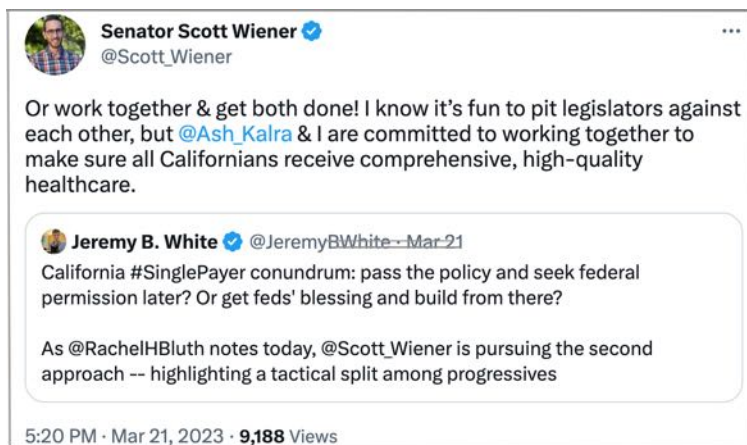 Senator Scott Wiener
@Scott_Wiener
Or work together & get both done! I know it's fun to pit legislators against
each other, but @Ash_Kalra & I are committed to working together to
make sure all Californians receive comprehensive, high-quality
healthcare.
Jeremy B. White @JeremyBWhite · Mar 21
California #SinglePayer conundrum: pass the policy and seek federal
permission later? Or get feds' blessing and build from there?
As @RachelHBluth notes today, @Scott_Wiener is pursuing the second
approach -- highlighting a tactical split among progressives
5:20 PM · Mar 21, 2023 · 9,188 Views